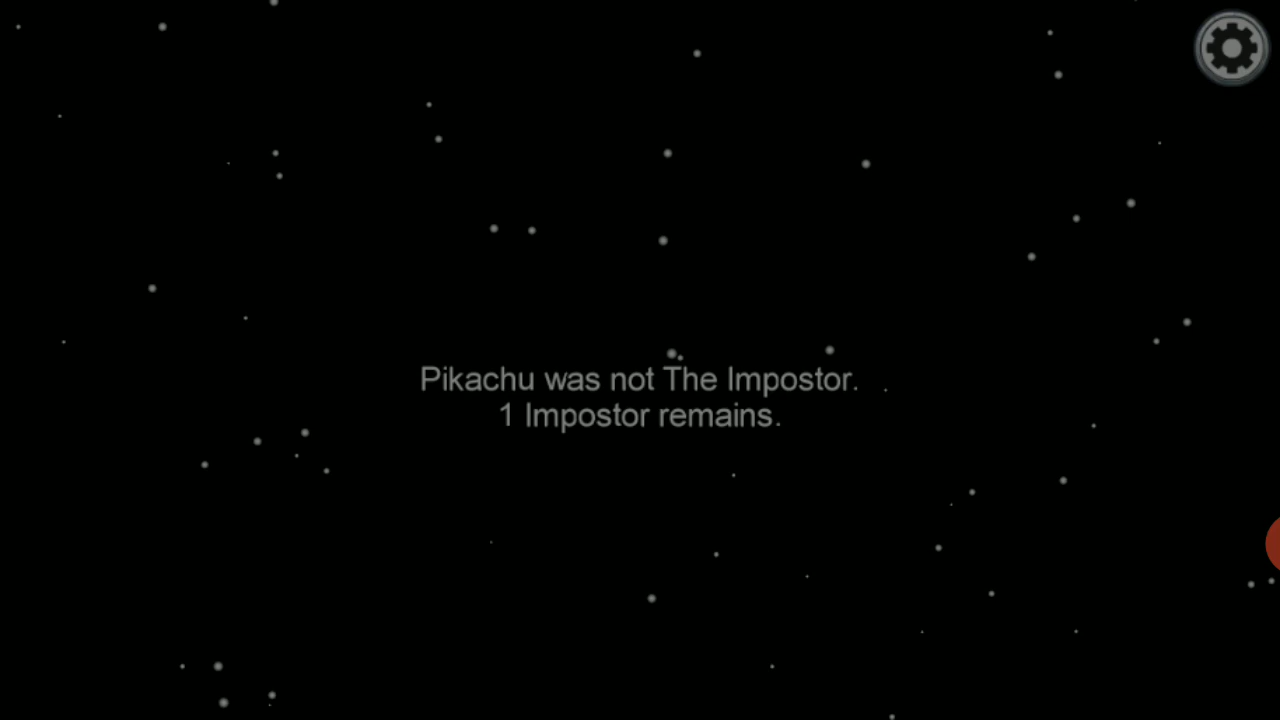 Pikachu was not The Impostor.
1 Impostor remains.